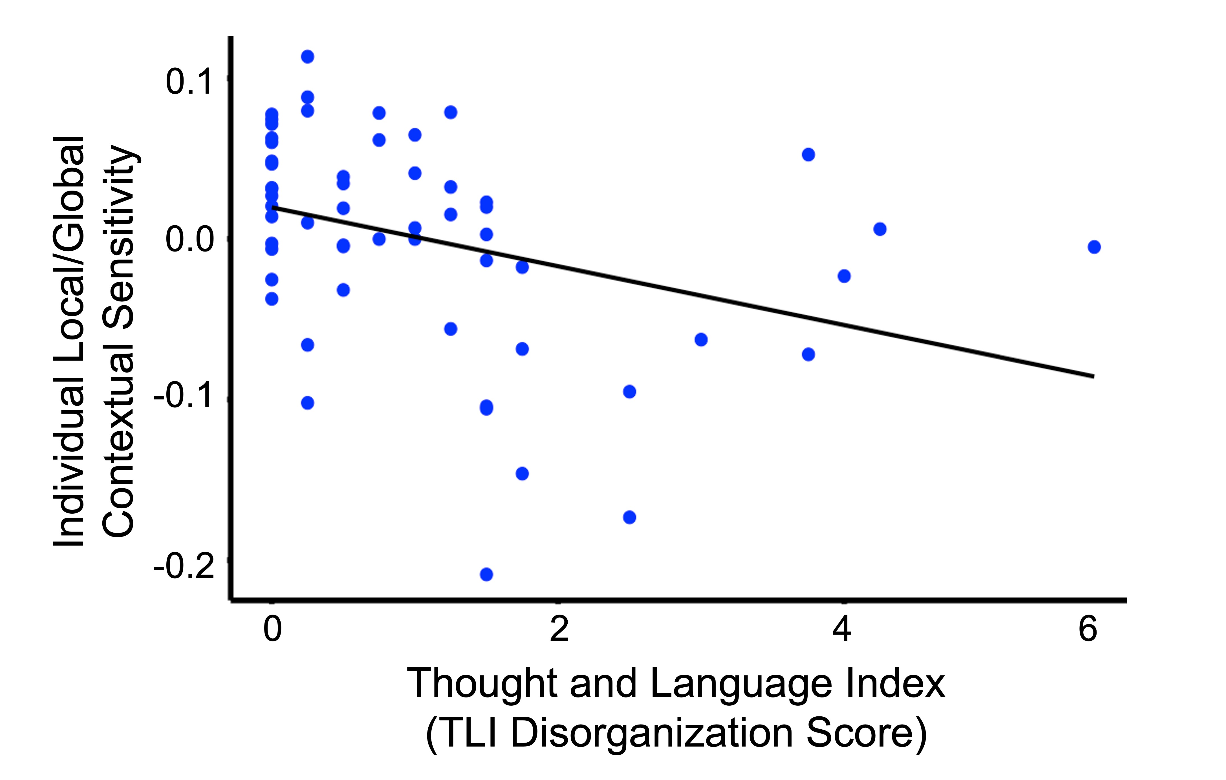 Individual Local/Global
Contextual Sensitivity
0.1
0.0
-0.1
-0.2
0 2 4 6
Thought and Language Index
(TLI Disorganization Score)